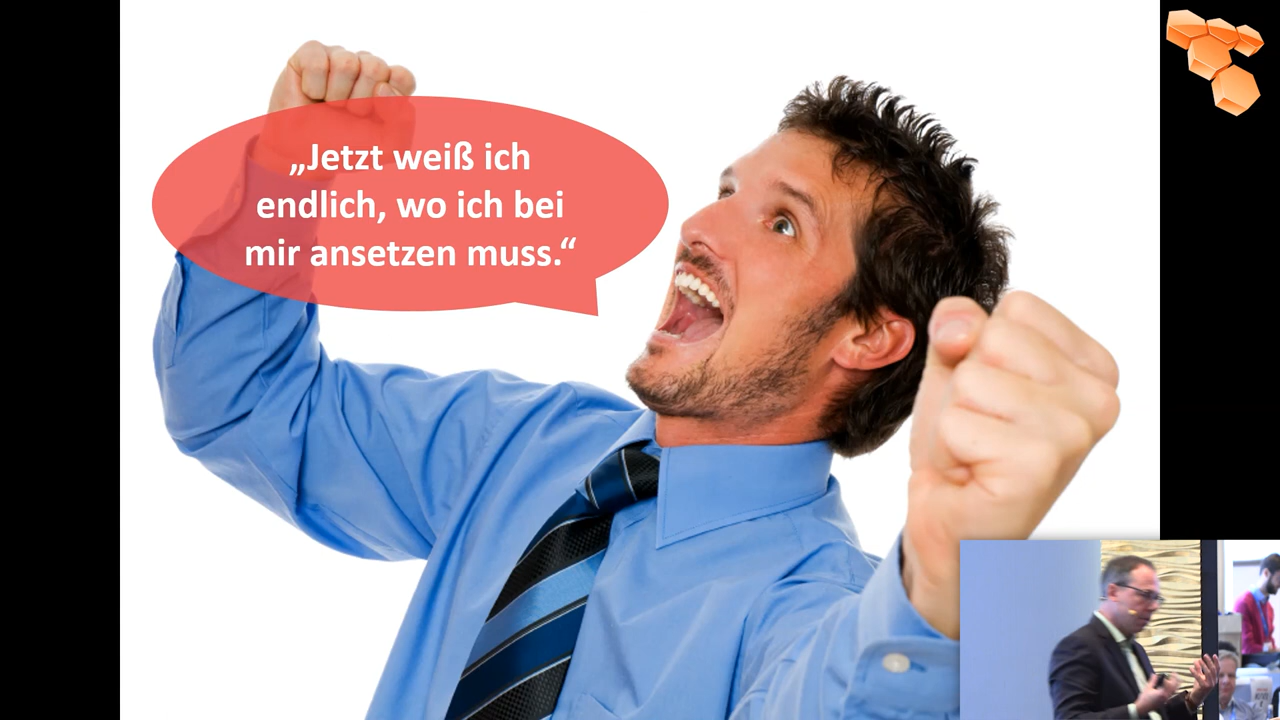 „Jetzt weiß ich
endlich, wo ich bei
mir ansetzen muss.“